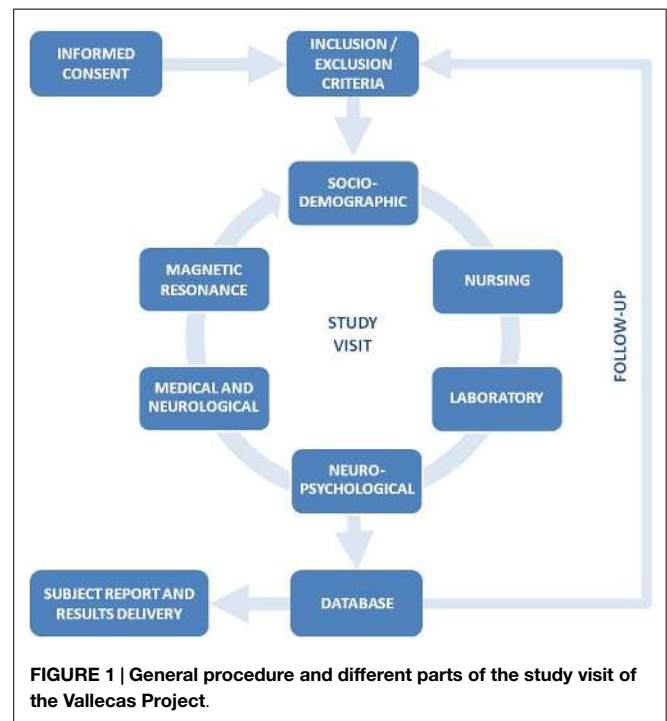 INFORMED
CONSENT
INCLUSION /
EXCLUSION
CRITERIA
SOCIO-
DEMOGRAPHIC
MAGNETIC
RESONANCE
NURSING
STUDY
VISIT
FOLLOW-UP
MEDICAL AND
NEUROLOGICAL
LABORATORY
NEURO-
PSYCHOLOGICAL
SUBJECT REPORT AND
RESULTS DELIVERY
DATABASE
FIGURE 1 | General procedure and different parts of the study visit of
the Vallecas Project.